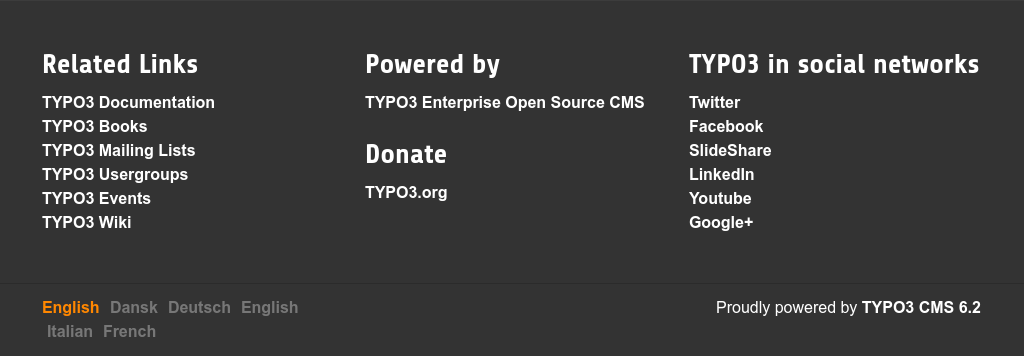 Related Links
TYPO3 Documentation
TYPO3 Books
TYPO3 Mailing Lists
TYPO3 Usergroups
TYPO3 Events
TYPO3 Wiki
Powered by
TYPO3 Enterprise Open Source CMS
Donate
TYPO3.org
TYPO3 in social networks
Twitter
Facebook
SlideShare
LinkedIn
Youtube
Google+
English Dansk Deutsch English
Italian French
Proudly powered by TYPO3 CMS 6.2